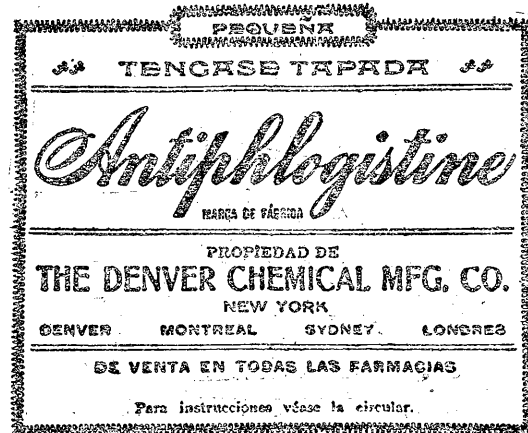 PEQUEÑA
TENGASE TAPADA
Antiphlogistine
MARCA DE FÁBRICA
PROPIEDAD DE
THE DENVER CHEMICAL MFG. CO.
NEW YORK
DENVER MONTREAL SYDNEY LONDRES
DE VENTA EN TODAS LAS FARMACIAS
Para instrucciones véase la circular.